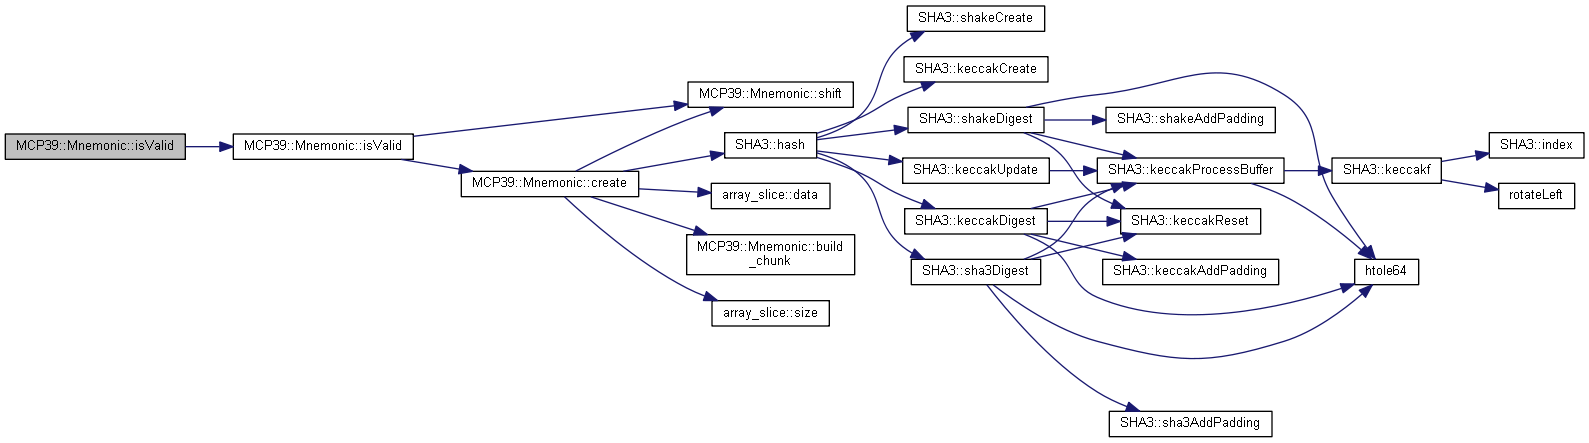 MCP39::Mnemonic::isValid
MCP39::Mnemonic::isValid
MCP39::Mnemonic::shift
MCP39::Mnemonic::create
SHA3::hash
array_slice::data
MCP39::Mnemonic::build
_chunk
array_slice::size
SHA3::shakeCreate
SHA3::keccakCreate
SHA3::shakeDigest
SHA3::keccakUpdate
SHA3::keccakDigest
SHA3::sha3Digest
SHA3::shakeAddPadding
SHA3::keccakProcessBuffer
SHA3::keccakReset
SHA3::keccakAddPadding
SHA3::sha3AddPadding
SHA3::keccakf
htole64
SHA3::index
rotateLeft